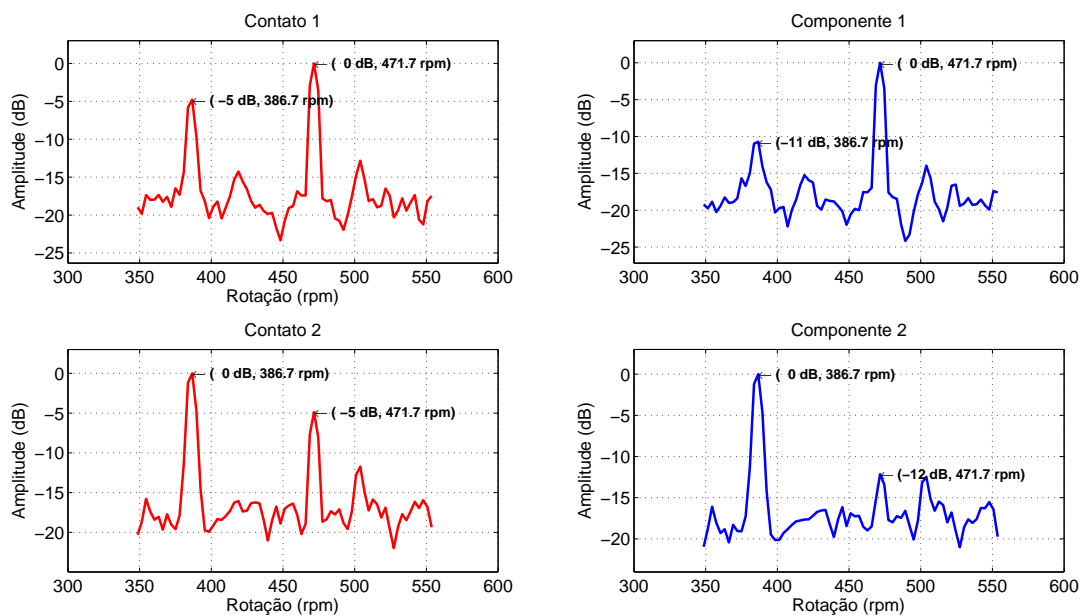 Contato 1
Amplitude (dB)
0
−5
−10
−15
−20
−25
( 0 dB, 471.7 rpm)
( −5 dB, 386.7 rpm)
300
350
400
450
500
550
600
Rotação (rpm)
Componente 1
Amplitude (dB)
0
−5
−10
−15
−20
−25
( 0 dB, 471.7 rpm)
(−11 dB, 386.7 rpm)
300
350
400
450
500
550
600
Contato 2
Amplitude (dB)
0
−5
−10
−15
−20
( 0 dB, 386.7 rpm)
( −5 dB, 471.7 rpm)
300
350
400
450
500
550
600
Rotação (rpm)
Componente 2
Amplitude (dB)
0
−5
−10
−15
−20
( 0 dB, 386.7 rpm)
(−12 dB, 471.7 rpm)
300
350
400
450
500
550
600
Rotação (rpm)